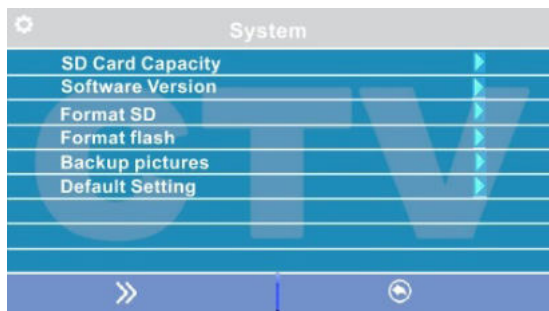 System
SD Card Capacity
Software Version
Format SD
Format flash
Backup pictures
Default Setting
CTV